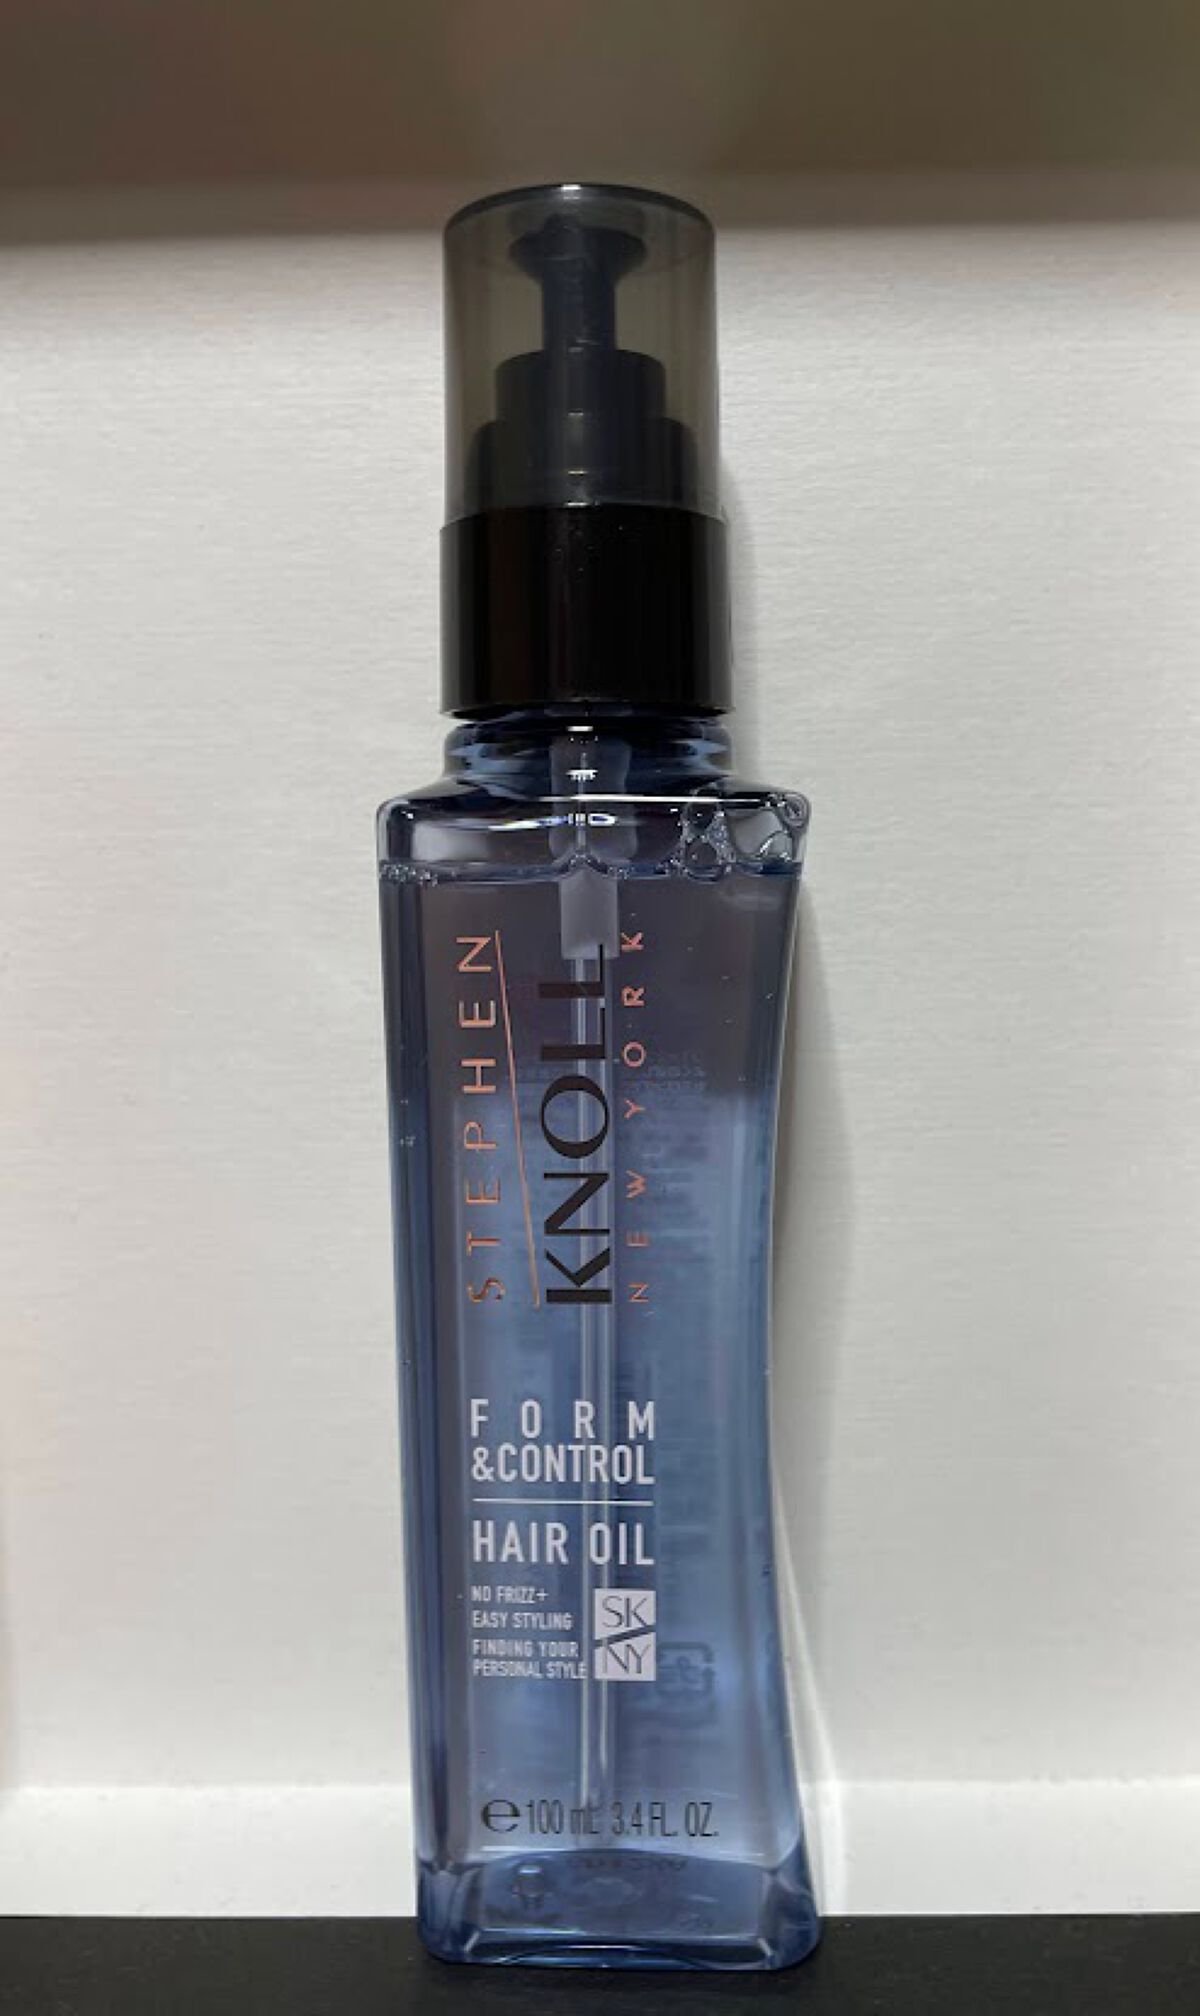 STEPHEN
KNOLL
NEW YORK
FORM
&CONTROL
HAIR OIL
NO FRIZZ+
EASY STYLING
FINDING YOUR
PERSONAL STYLE
SK
NY
℮100 mL 3.4 FL. OZ.